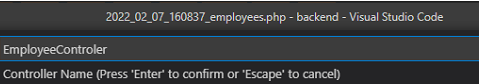 2022_02_07_160837_employees.php - backend - Visual Studio Code
EmployeeControler
Controller Name (Press 'Enter' to confirm or 'Escape' to cancel)